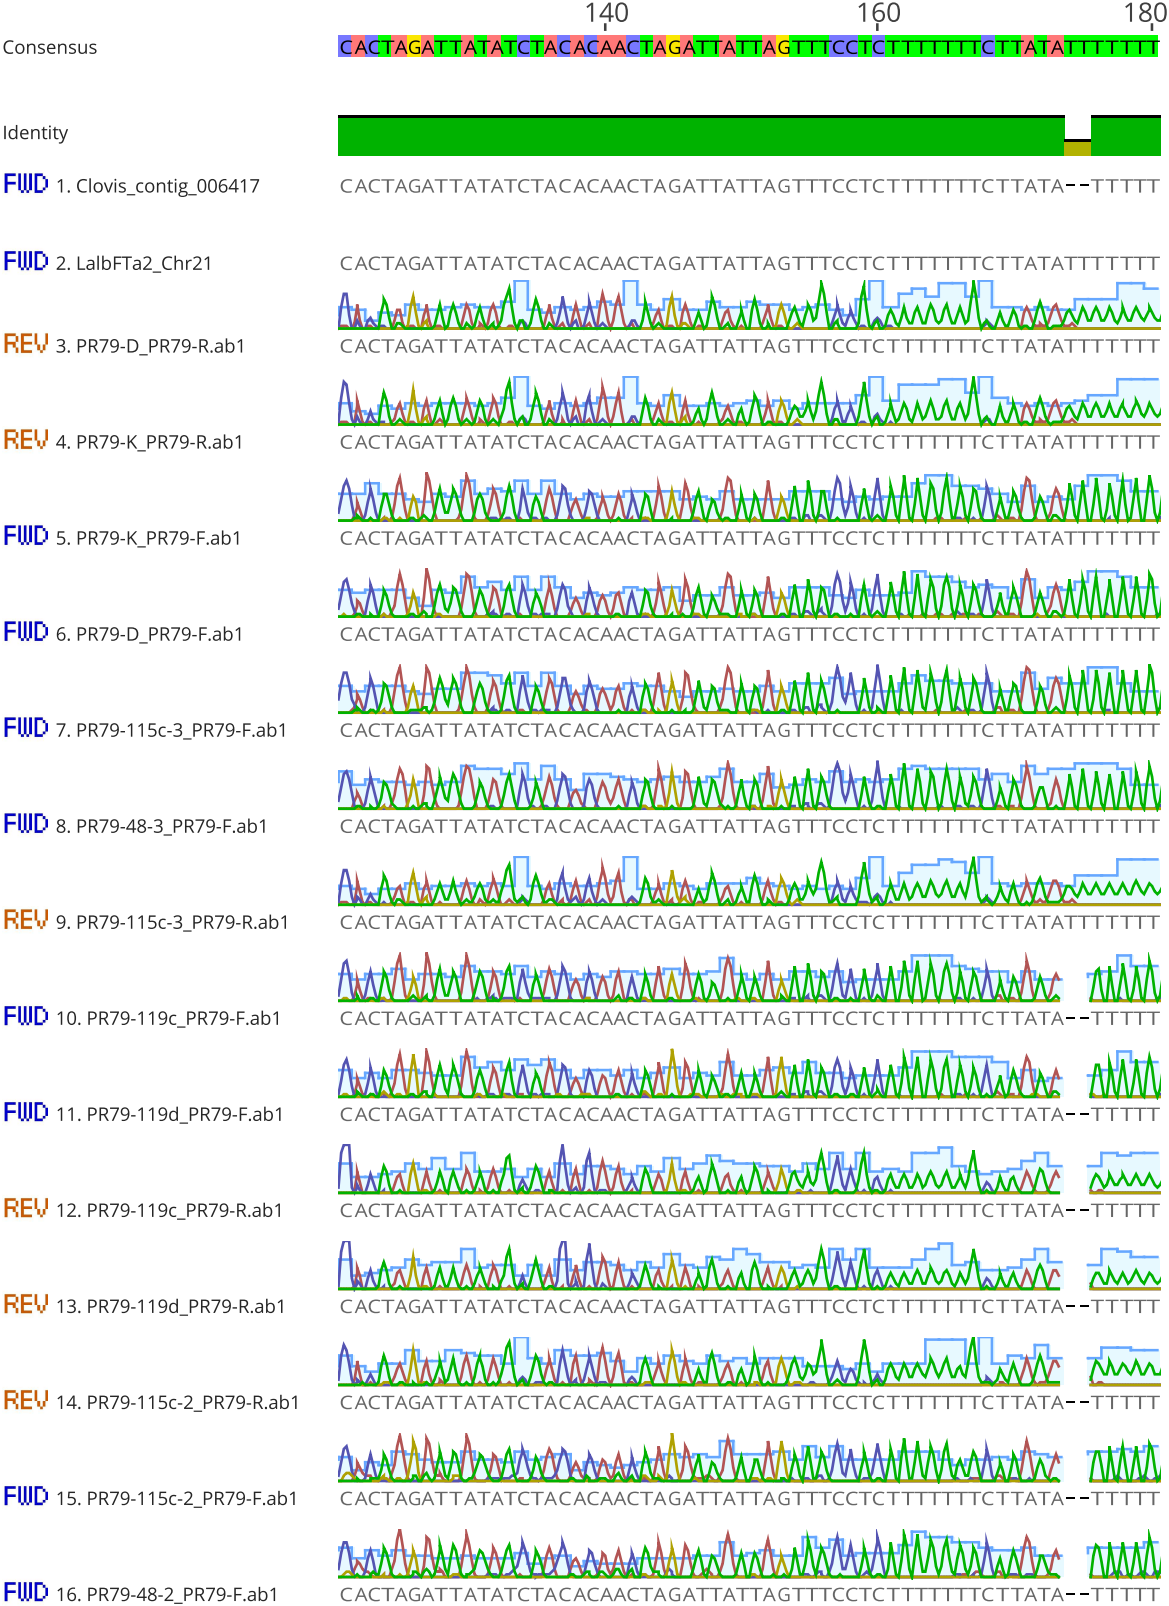 140 160 180
Consensus CACTAGATTATATCTACACAACTAGATTATTAGTTTCCTCTTTTTTTCTTATATTTTTTT
Identity
FWD 1. Clovis_contig_006417 CACTAGATTATATCTACACAACTAGATTATTAGTTTCCTCTTTTTTTCTTATA--TTTTT
FWD 2. LalbFTa2_Chr21 CACTAGATTATATCTACACAACTAGATTATTAGTTTCCTCTTTTTTTCTTATATTTTTTT
REV 3. PR79-D_PR79-R.ab1 CACTAGATTATATCTACACAACTAGATTATTAGTTTCCTCTTTTTTTCTTATATTTTTTT
REV 4. PR79-K_PR79-R.ab1 CACTAGATTATATCTACACAACTAGATTATTAGTTTCCTCTTTTTTTCTTATATTTTTTT
FWD 5. PR79-K_PR79-F.ab1 CACTAGATTATATCTACACAACTAGATTATTAGTTTCCTCTTTTTTTCTTATATTTTTTT
FWD 6. PR79-D_PR79-F.ab1 CACTAGATTATATCTACACAACTAGATTATTAGTTTCCTCTTTTTTTCTTATATTTTTTT
FWD 7. PR79-115c-3_PR79-F.ab1 CACTAGATTATATCTACACAACTAGATTATTAGTTTCCTCTTTTTTTCTTATATTTTTTT
FWD 8. PR79-48-3_PR79-F.ab1 CACTAGATTATATCTACACAACTAGATTATTAGTTTCCTCTTTTTTTCTTATATTTTTTT
REV 9. PR79-115c-3_PR79-R.ab1 CACTAGATTATATCTACACAACTAGATTATTAGTTTCCTCTTTTTTTCTTATATTTTTTT
FWD 10. PR79-119c_PR79-F.ab1 CACTAGATTATATCTACACAACTAGATTATTAGTTTCCTCTTTTTTTCTTATA--TTTTT
FWD 11. PR79-119d_PR79-F.ab1 CACTAGATTATATCTACACAACTAGATTATTAGTTTCCTCTTTTTTTCTTATA--TTTTT
REV 12. PR79-119c_PR79-R.ab1 CACTAGATTATATCTACACAACTAGATTATTAGTTTCCTCTTTTTTTCTTATA--TTTTT
REV 13. PR79-119d_PR79-R.ab1 CACTAGATTATATCTACACAACTAGATTATTAGTTTCCTCTTTTTTTCTTATA--TTTTT
REV 14. PR79-115c-2_PR79-R.ab1 CACTAGATTATATCTACACAACTAGATTATTAGTTTCCTCTTTTTTTCTTATA--TTTTT
FWD 15. PR79-115c-2_PR79-F.ab1 CACTAGATTATATCTACACAACTAGATTATTAGTTTCCTCTTTTTTTCTTATA--TTTTT
FWD 16. PR79-48-2_PR79-F.ab1 CACTAGATTATATCTACACAACTAGATTATTAGTTTCCTCTTTTTTTCTTATA--TTTTT